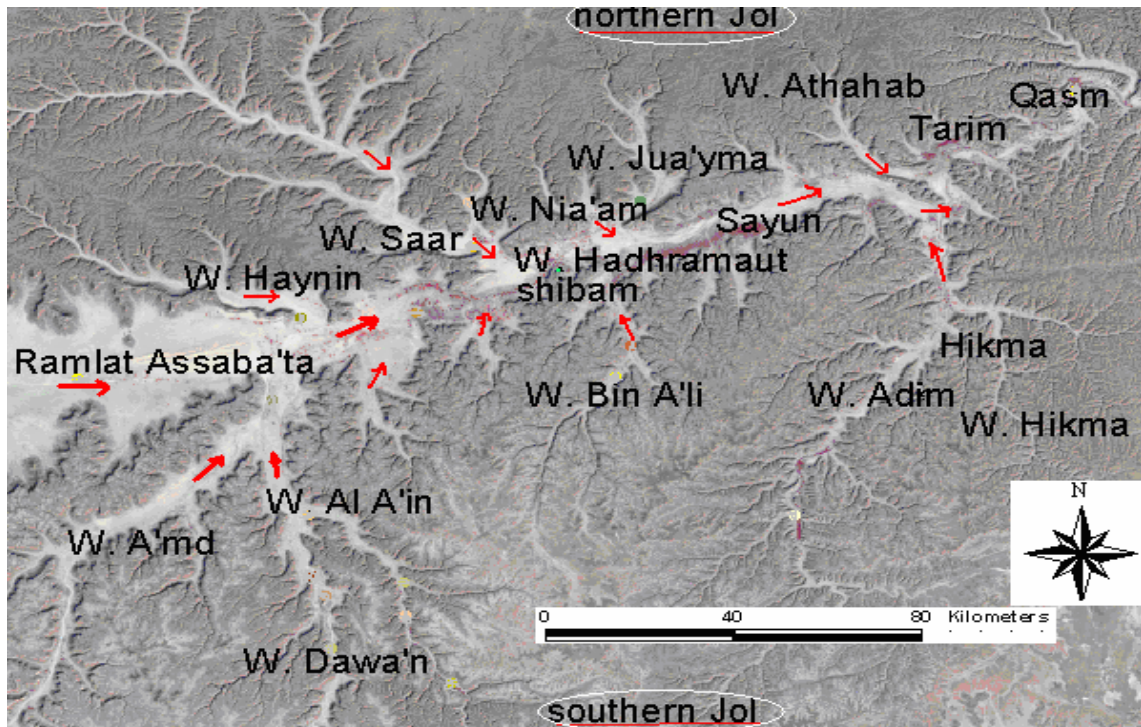 northern Jol
W. Athahab
Qasm
Tarim
W. Jua'yma
W. Nia'am
Sayun
W. Saar
W. Hadhramaut
W. Haynin
shibam
Ramlat Assaba'ta
Hikma
W. Bin A'li
W. Adim
W. Hikma
W. Al A'in
N
W. A'md
0 40 80 Kilometers
W. Dawa'n
southern Jol